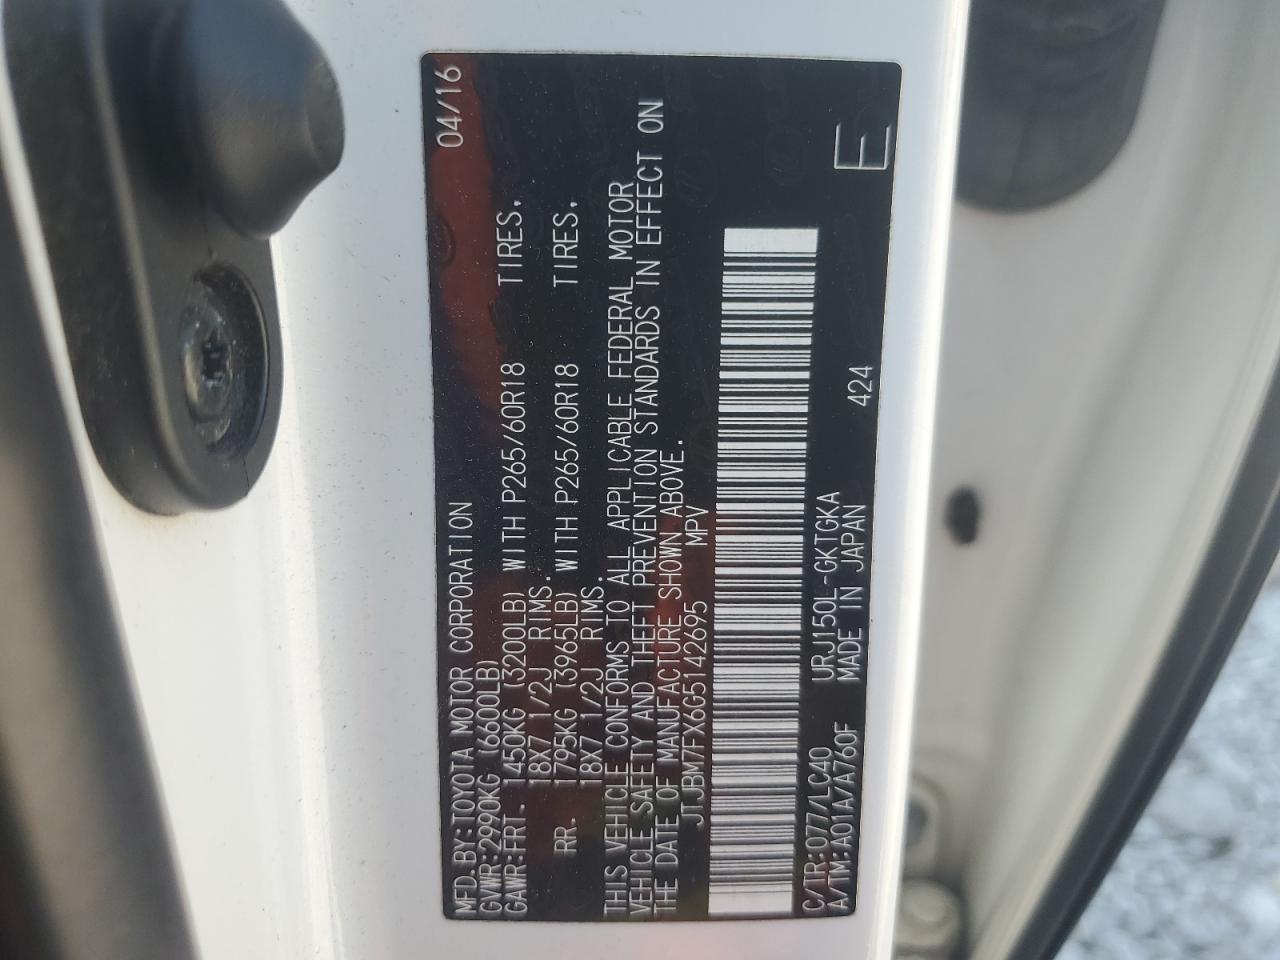 MFD.BY:TOYOTA MOTOR CORPORATION 04/16
GVWR:2990KG (6600LB)
GAWR:FRT. 1450KG (3200LB) WITH P265/60R18 TIRES,
18X7 1/2J RIMS.
RR. 1795KG (3965LB) WITH P265/60R18 TIRES,
18X7 1/2J RIMS.
THIS VEHICLE CONFORMS TO ALL APPLICABLE FEDERAL MOTOR
VEHICLE SAFETY AND THEFT PREVENTION STANDARDS IN EFFECT ON
THE DATE OF MANUFACTURE SHOWN ABOVE.
JTJBM7FX6G5142695 MPV
C/TR:077/LC40 URJ150L-GKTGKA 424 E
A/TM:A01A/A760F MADE IN JAPAN